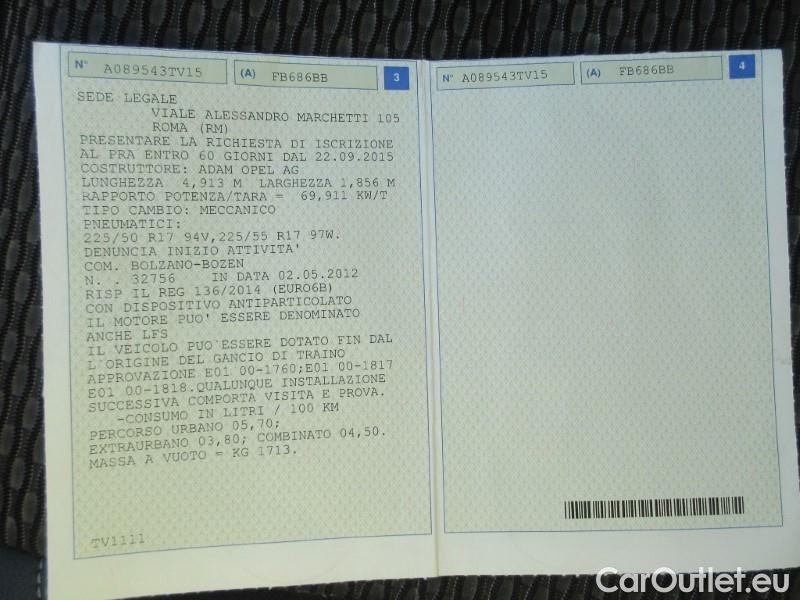 N° A089543TV15 (A) FB686BB 3
SEDE LEGALE
VIALE ALESSANDRO MARCHETTI 105
ROMA (RM)
PRESENTARE LA RICHIESTA DI ISCRIZIONE
AL PRA ENTRO 60 GIORNI DAL 22.09.2015
COSTRUTTORE: ADAM OPEL AG
LUNGHEZZA 4,913 M LARGHEZZA 1,856 M
RAPPORTO POTENZA/TARA = 69,911 KW/T
TIPO CAMBIO: MECCANICO
PNEUMATICI:
225/50 R17 94V,225/55 R17 97W.
DENUNCIA INIZIO ATTIVITA'
COM. BOLZANO-BOZEN
N. . 32756 IN DATA 02.05.2012
RISP IL REG 136/2014 (EURO6B)
CON DISPOSITIVO ANTIPARTICOLATO
IL MOTORE PUO' ESSERE DENOMINATO
ANCHE LFS
IL VEICOLO PUO'ESSERE DOTATO FIN DAL
L'ORIGINE DEL GANCIO DI TRAINO
APPROVAZIONE E01 00-1760;E01 00-1817
E01 00-1818.QUALUNQUE INSTALLAZIONE
SUCCESSIVA COMPORTA VISITA E PROVA.
-CONSUMO IN LITRI / 100 KM
PERCORSO URBANO 05,70;
EXTRAURBANO 03,80; COMBINATO 04,50.
MASSA A VUOTO = KG 1713.
TV1111
N° A089543TV15 (A) FB686BB 4
CarOutlet.eu